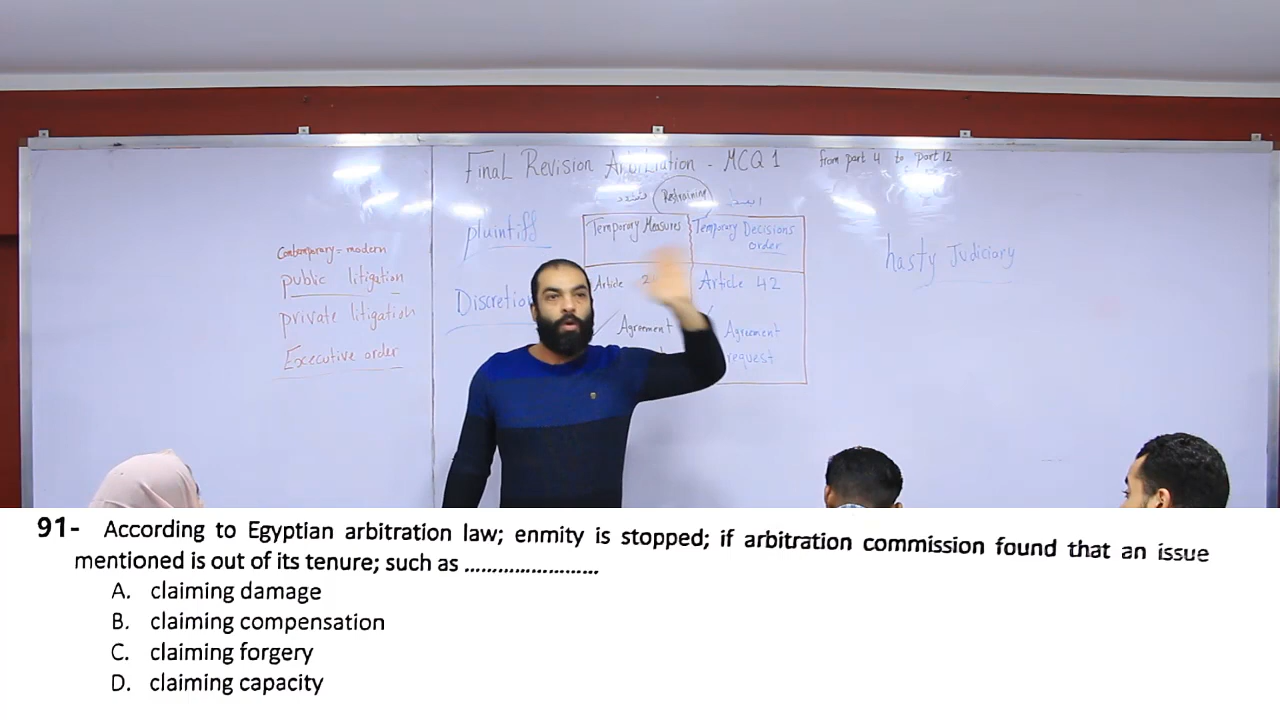 Final Revision Arbitration - MCQ 1 from part 4 to part 12
Restraining
plaintiff
Temporary Measures
Temporary Decisions
order
Contemporary = modern
public litigation
private litigation
Executive order
hasty Judiciary
Discretion
Article 2
Article 42
Agreement
Agreement
request
91- According to Egyptian arbitration law; enmity is stopped; if arbitration commission found that an issue
mentioned is out of its tenure; such as ........................
A. claiming damage
B. claiming compensation
C. claiming forgery
D. claiming capacity